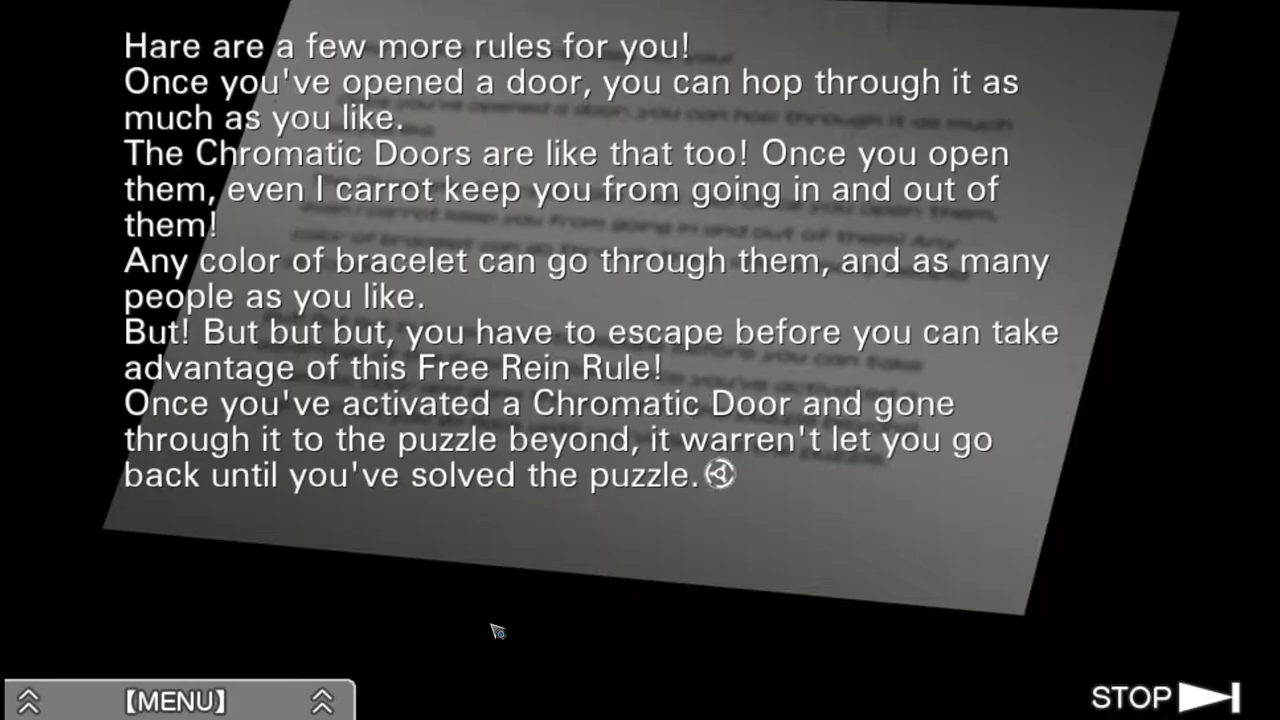 Hare are a few more rules for you!
Once you've opened a door, you can hop through it as
much as you like.
The Chromatic Doors are like that too! Once you open
them, even I carrot keep you from going in and out of
them!
Any color of bracelet can go through them, and as many
people as you like.
But! But but but, you have to escape before you can take
advantage of this Free Rein Rule!
Once you've activated a Chromatic Door and gone
through it to the puzzle beyond, it warren't let you go
back until you've solved the puzzle.
【MENU】
STOP